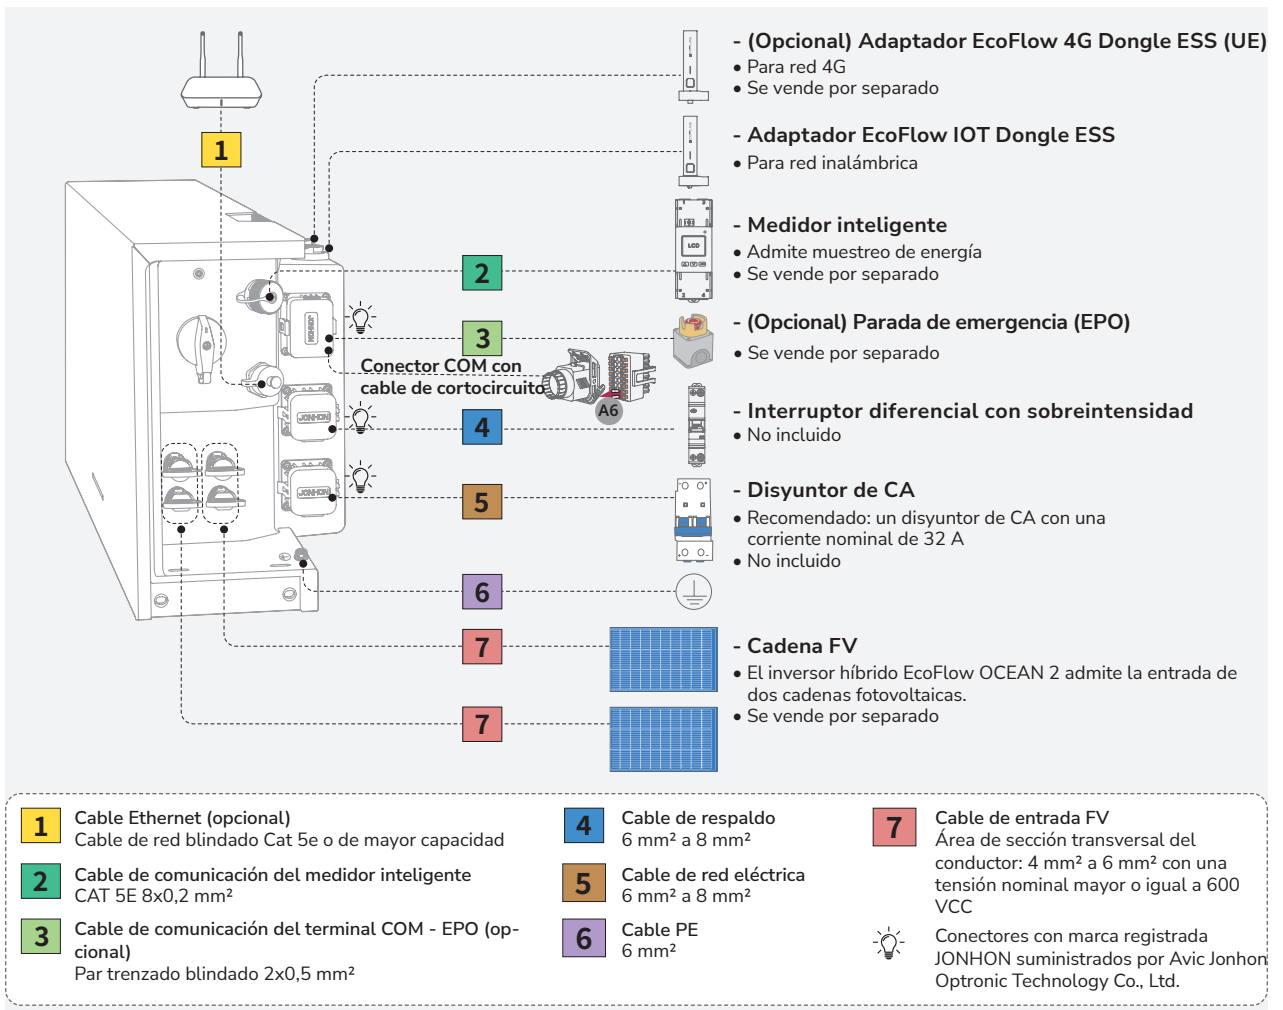 - (Opcional) Adaptador EcoFlow 4G Dongle ESS (UE)
• Para red 4G
• Se vende por separado
1
- Adaptador EcoFlow IOT Dongle ESS
• Para red inalámbrica
LCD
- Medidor inteligente
• Admite muestreo de energía
• Se vende por separado
2
JONHON
3
- (Opcional) Parada de emergencia (EPO)
• Se vende por separado
Conector COM con
cable de cortocircuito
A6
JONHON
4
- Interruptor diferencial con sobreintensidad
• No incluido
JONHON
5
- Disyuntor de CA
• Recomendado: un disyuntor de CA con una
corriente nominal de 32 A
• No incluido
6
7
- Cadena FV
• El inversor híbrido EcoFlow OCEAN 2 admite la entrada de
dos cadenas fotovoltaicas.
• Se vende por separado
7
1
Cable Ethernet (opcional)
Cable de red blindado Cat 5e o de mayor capacidad
2
Cable de comunicación del medidor inteligente
CAT 5E 8x0,2 mm²
3
Cable de comunicación del terminal COM - EPO (op-
cional)
Par trenzado blindado 2x0,5 mm²
4
Cable de respaldo
6 mm² a 8 mm²
5
Cable de red eléctrica
6 mm² a 8 mm²
6
Cable PE
6 mm²
7
Cable de entrada FV
Área de sección transversal del
conductor: 4 mm² a 6 mm² con una
tensión nominal mayor o igual a 600
VCC
Conectores con marca registrada
JONHON suministrados por Avic Jonhon
Optronic Technology Co., Ltd.